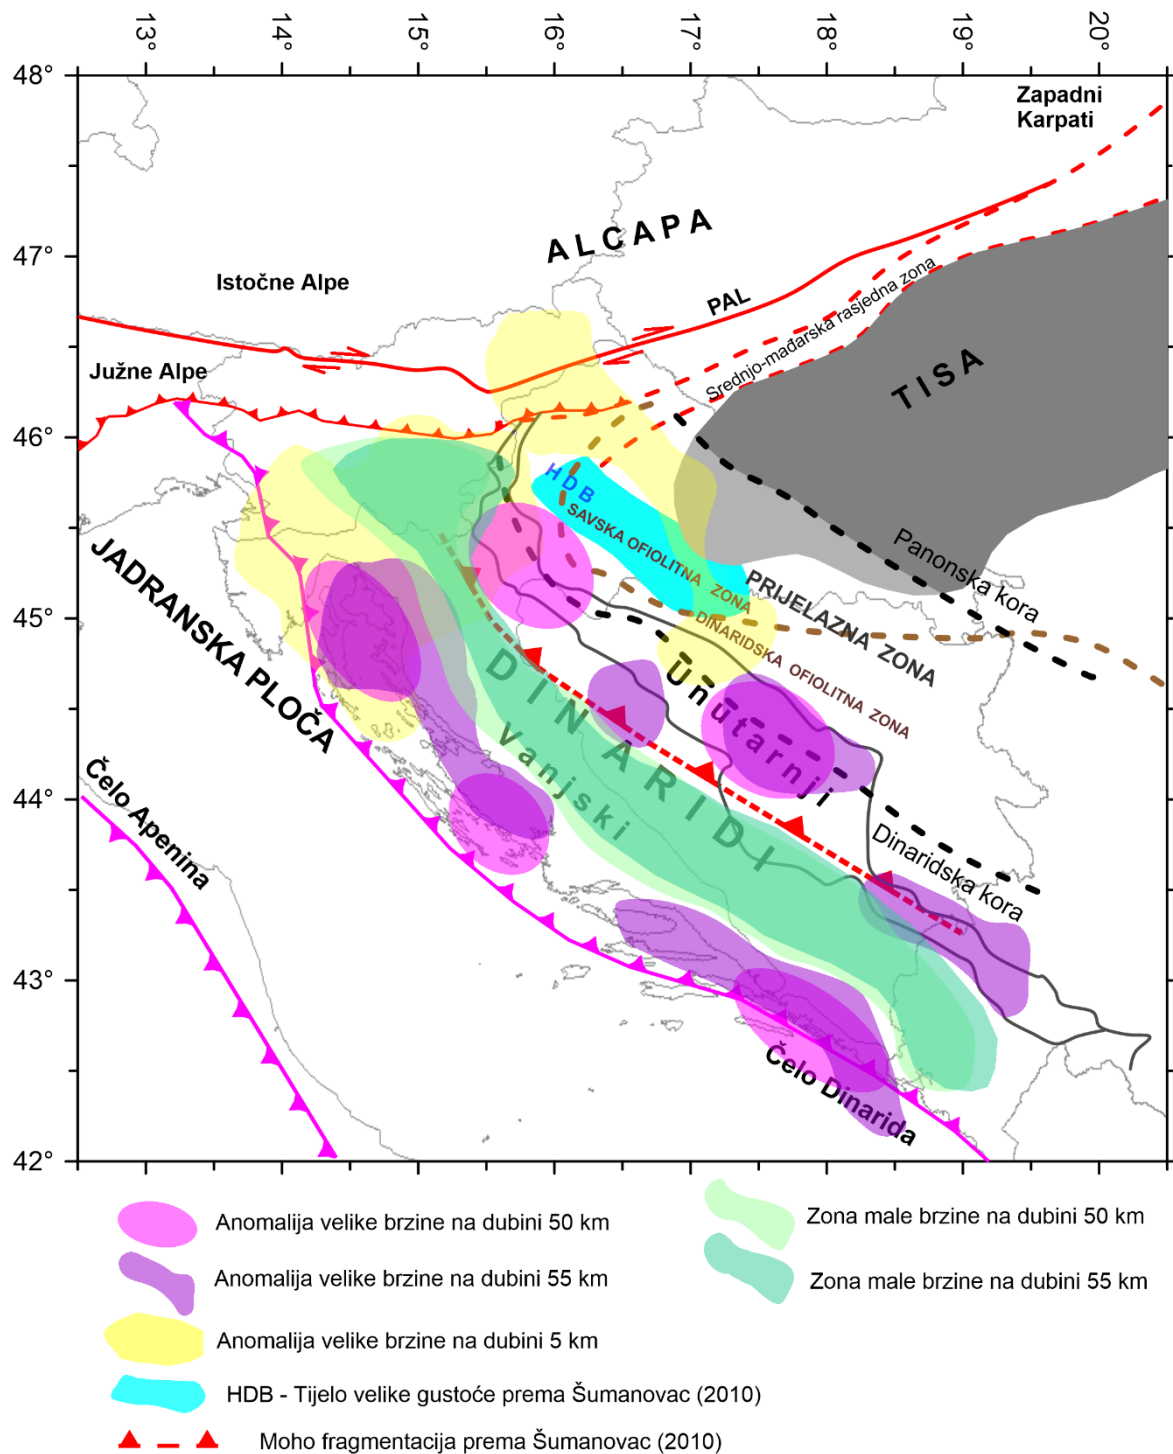 13°
14°
15°
16°
17°
18°
19°
20°
48°
47°
46°
45°
44°
43°
42°
Zapadni
Karpati
ALCAPA
Istočne Alpe
PAL
Srednjo-mađarska rasjedna zona
Južne Alpe
TISA
HDB
SAVSKA OFIOLITNA ZONA
Panonska kora
PRIJELAZNA ZONA
DINARIDSKA OFIOLITNA ZONA
JADRANSKA PLOČA
DINARIDI
Unutarnji
Vanjski
Čelo Apenina
Dinaridska kora
Čelo Dinarida
Anomalija velike brzine na dubini 50 km
Zona male brzine na dubini 50 km
Anomalija velike brzine na dubini 55 km
Zona male brzine na dubini 55 km
Anomalija velike brzine na dubini 5 km
HDB - Tijelo velike gustoće prema Šumanovac (2010)
Moho fragmentacija prema Šumanovac (2010)